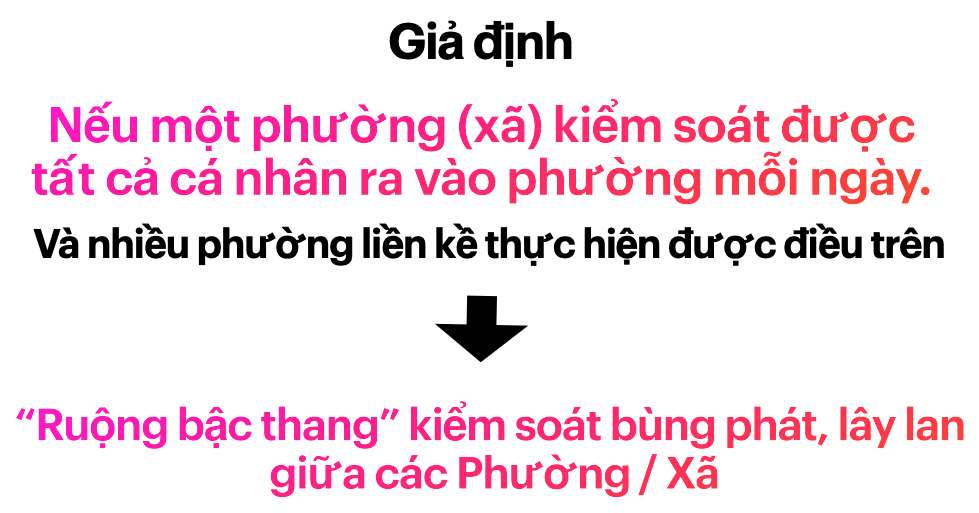 Giả định
Nếu một phường (xã) kiểm soát được
tất cả cá nhân ra vào phường mỗi ngày.
Và nhiều phường liền kề thực hiện được điều trên
“Ruộng bậc thang” kiểm soát bùng phát, lây lan
giữa các Phường / Xã